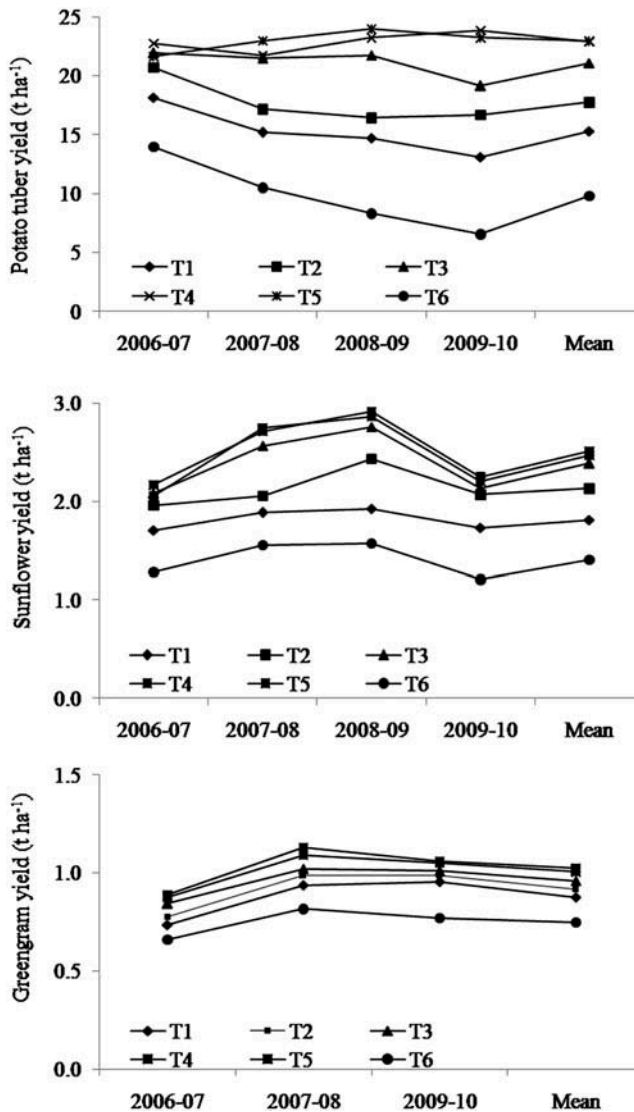 Potato tuber yield (t ha⁻¹)
25
20
15
10
5
0
T1 T2 T3
T4 T5 T6
2006-07 2007-08 2008-09 2009-10 Mean
Sunflower yield (t ha⁻¹)
3.0
2.0
1.0
0.0
T1 T2 T3
T4 T5 T6
2006-07 2007-08 2008-09 2009-10 Mean
Greengram yield (t ha⁻¹)
1.5
1.0
0.5
0.0
T1 T2 T3
T4 T5 T6
2006-07 2007-08 2009-10 Mean